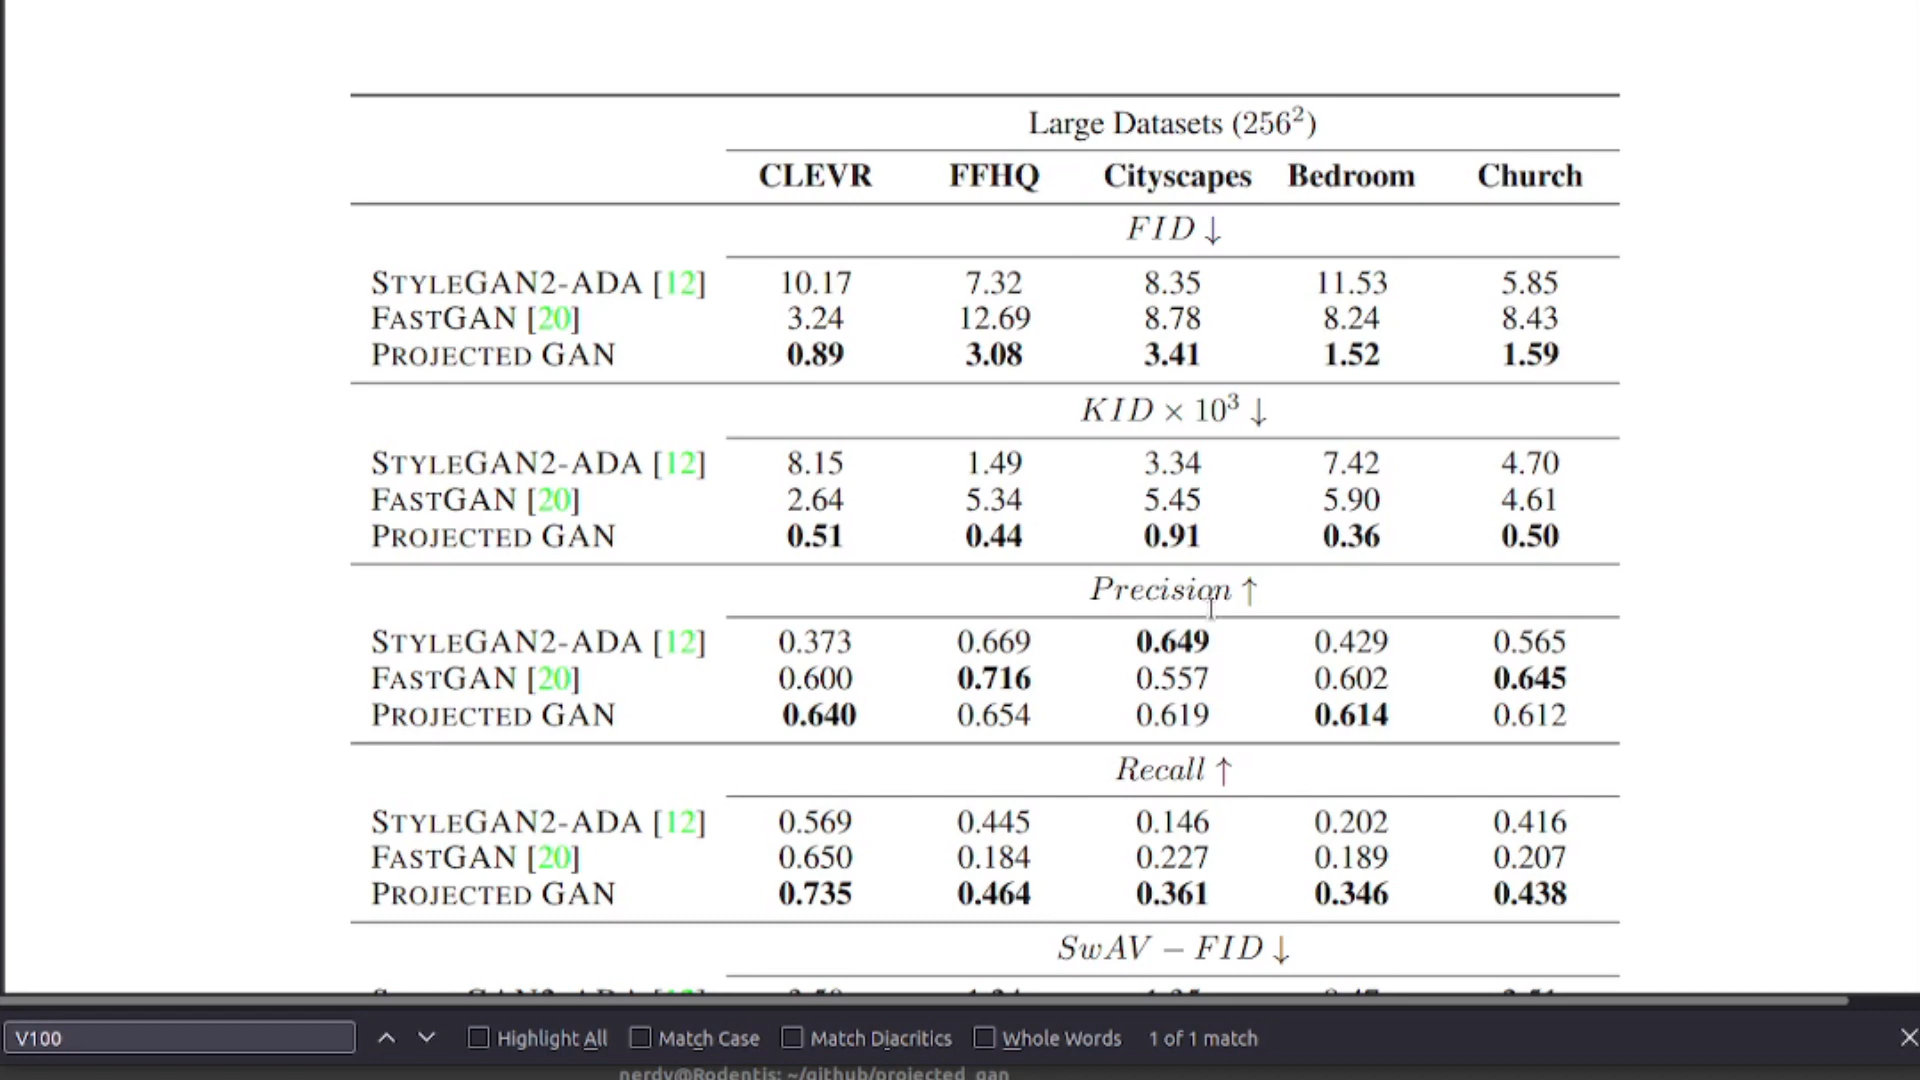 Large Datasets (256²)
CLEVR FFHQ Cityscapes Bedroom Church
FID ↓
STYLEGAN2-ADA [12] 10.17 7.32 8.35 11.53 5.85
FASTGAN [20] 3.24 12.69 8.78 8.24 8.43
PROJECTED GAN 0.89 3.08 3.41 1.52 1.59
KID × 10³ ↓
STYLEGAN2-ADA [12] 8.15 1.49 3.34 7.42 4.70
FASTGAN [20] 2.64 5.34 5.45 5.90 4.61
PROJECTED GAN 0.51 0.44 0.91 0.36 0.50
Precision ↑
STYLEGAN2-ADA [12] 0.373 0.669 0.649 0.429 0.565
FASTGAN [20] 0.600 0.716 0.557 0.602 0.645
PROJECTED GAN 0.640 0.654 0.619 0.614 0.612
Recall ↑
STYLEGAN2-ADA [12] 0.569 0.445 0.146 0.202 0.416
FASTGAN [20] 0.650 0.184 0.227 0.189 0.207
PROJECTED GAN 0.735 0.464 0.361 0.346 0.438
SwAV − FID ↓
V100 Highlight All Match Case Match Diacritics Whole Words 1 of 1 match
nerdy@Rodentis: ~/github/projected_gan